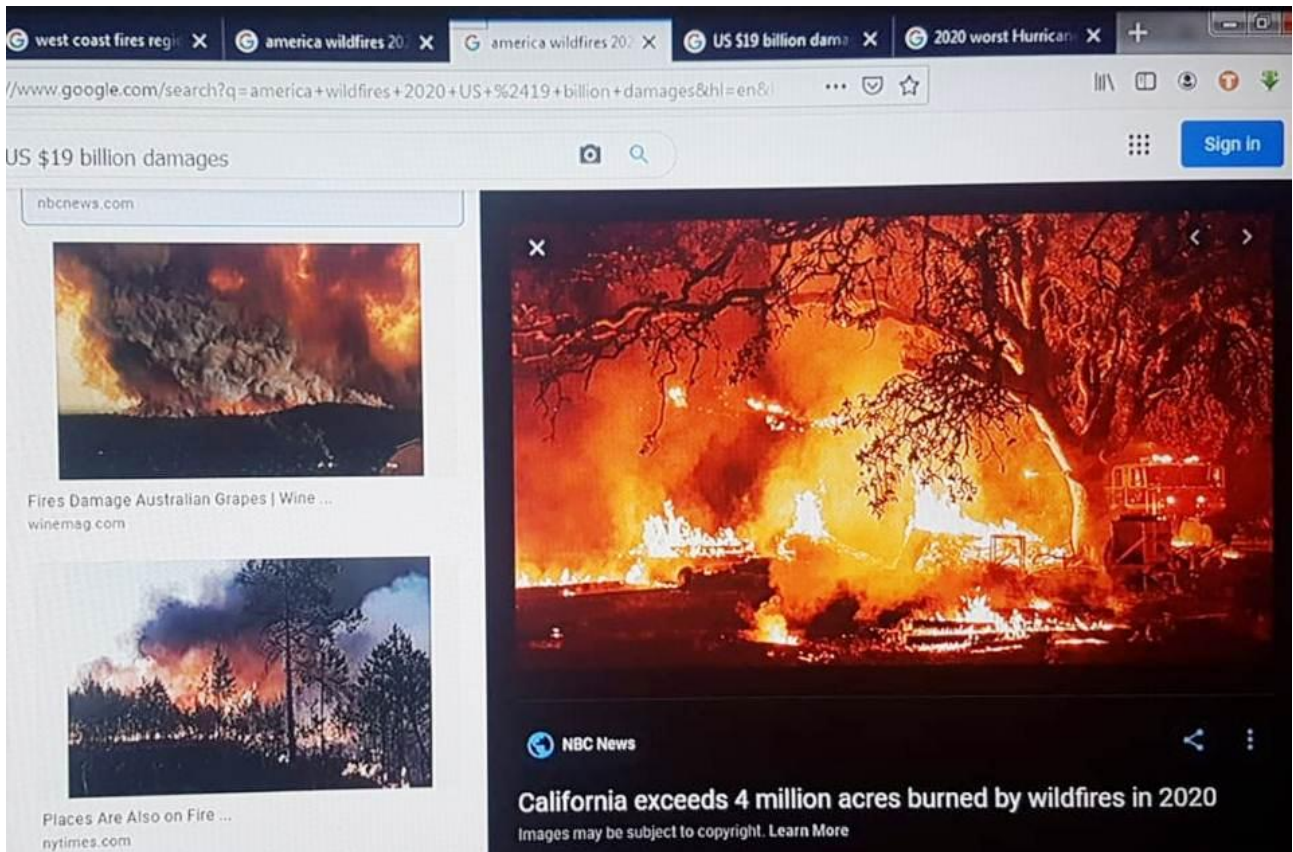 west coast fires regi
america wildfires 20
america wildfires 202
US $19 billion dama
2020 worst Hurrican
//www.google.com/search?q=america+wildfires+2020+US+%2419+billion+damages&hl=en&
US $19 billion damages
Sign in
nbcnews.com
Fires Damage Australian Grapes | Wine ...
winemag.com
Places Are Also on Fire ...
nytimes.com
NBC News
California exceeds 4 million acres burned by wildfires in 2020
Images may be subject to copyright. Learn More